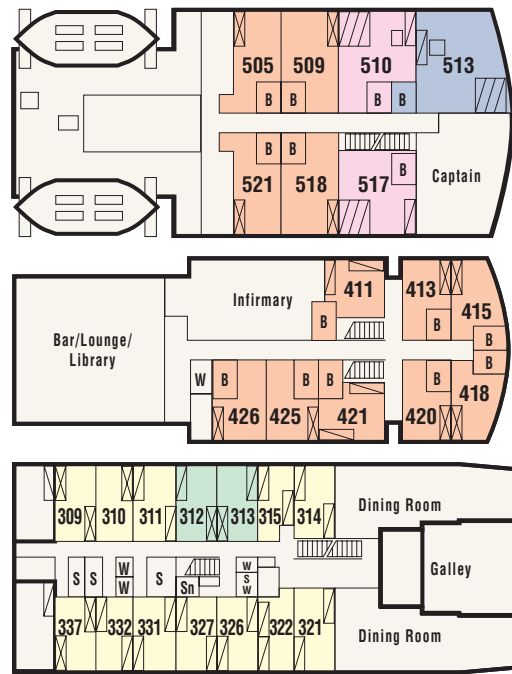 505 509 510 513
B B B B
B B B
521 518 517 Captain
Infirmary 411 413 415
B B
Bar/Lounge/
Library
B
W B B B B B
426 425 421 420 418
309 310 311 312 313 315 314 Dining Room
S S W S W Galley
W Sn S
W
337 332 331 327 326 322 321 Dining Room